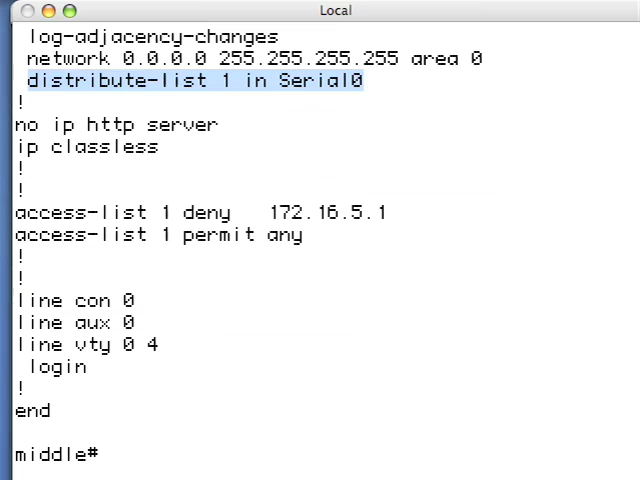 Local
log-adjacency-changes
network 0.0.0.0 255.255.255.255 area 0
distribute-list 1 in Serial0
!
no ip http server
ip classless
!
!
access-list 1 deny   172.16.5.1
access-list 1 permit any
!
!
line con 0
line aux 0
line vty 0 4
login
!
end
middle#